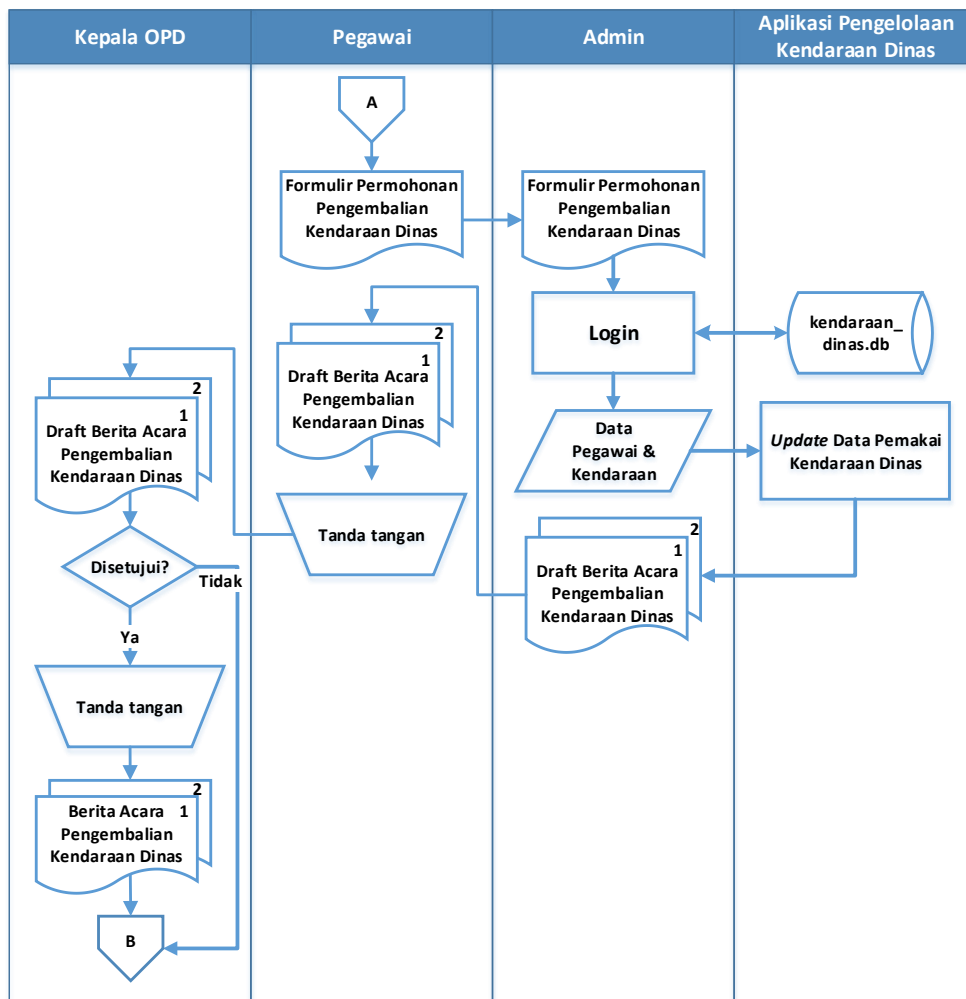 Kepala OPD
Pegawai
Admin
Aplikasi Pengelolaan
Kendaraan Dinas
A
Formulir Permohonan
Pengembalian
Kendaraan Dinas
Formulir Permohonan
Pengembalian
Kendaraan Dinas
Login
kendaraan_
dinas.db
Data
Pegawai &
Kendaraan
Update Data Pemakai
Kendaraan Dinas
2
1
Draft Berita Acara
Pengembalian
Kendaraan Dinas
2
1
Draft Berita Acara
Pengembalian
Kendaraan Dinas
Tanda tangan
2
1
Draft Berita Acara
Pengembalian
Kendaraan Dinas
Disetujui?
Tidak
Ya
Tanda tangan
2
Berita Acara 1
Pengembalian
Kendaraan Dinas
B